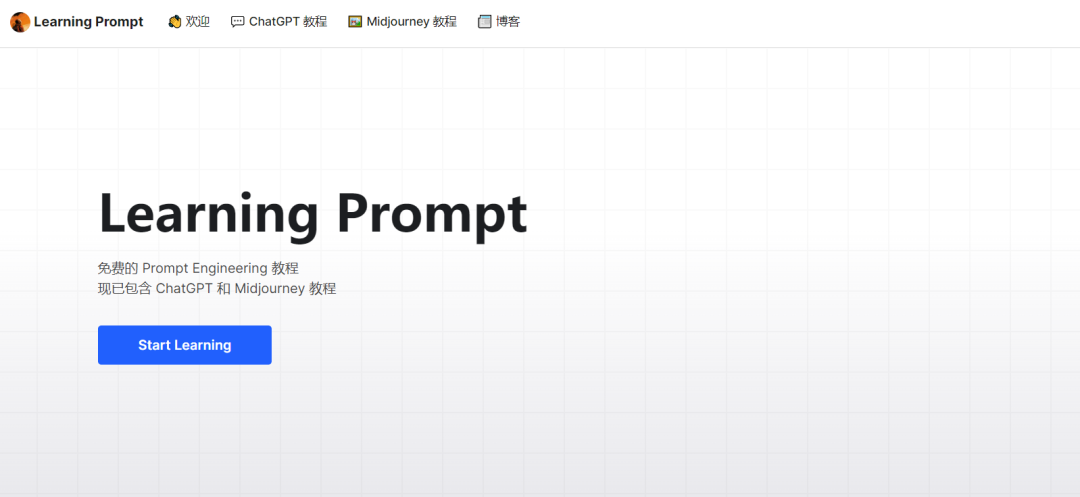 Learning Prompt 欢迎 ChatGPT 教程 Midjourney 教程 博客
Learning Prompt
免费的 Prompt Engineering 教程
现已包含 ChatGPT 和 Midjourney 教程
Start Learning